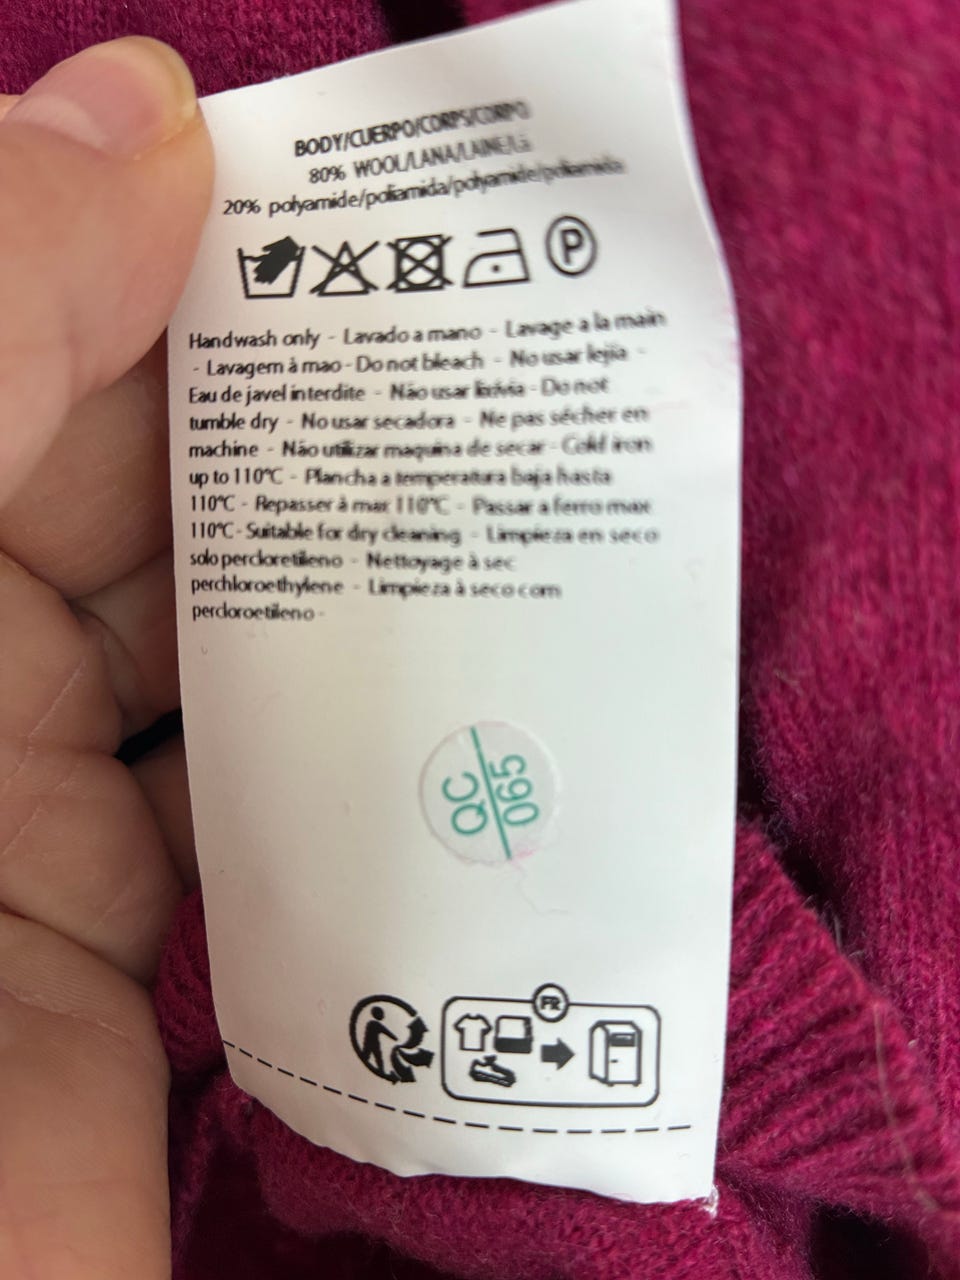 BODY/CUERPO/CORPS/CORPO
80% WOOL/LANA/LAINE/Lã
20% polyamide/poliamida/polyamide/poliamida
P
Handwash only - Lavado a mano - Lavage a la main
- Lavagem à mao - Do not bleach - No usar lejia -
Eau de javel interdite - Não usar lixívia - Do not
tumble dry - No usar secadora - Ne pas sécher en
machine - Não utilizar maquina de secar - Cold iron
up to 110°C - Plancha a temperatura baja hasta
110°C - Repasser à max 110°C - Passar a ferro max
110°C - Suitable for dry cleaning - Limpieza en seco
solo percloretileno - Nettoyage à sec
perchloroethylene - Limpieza à seco com
percloroetileno -
QC
065
FR